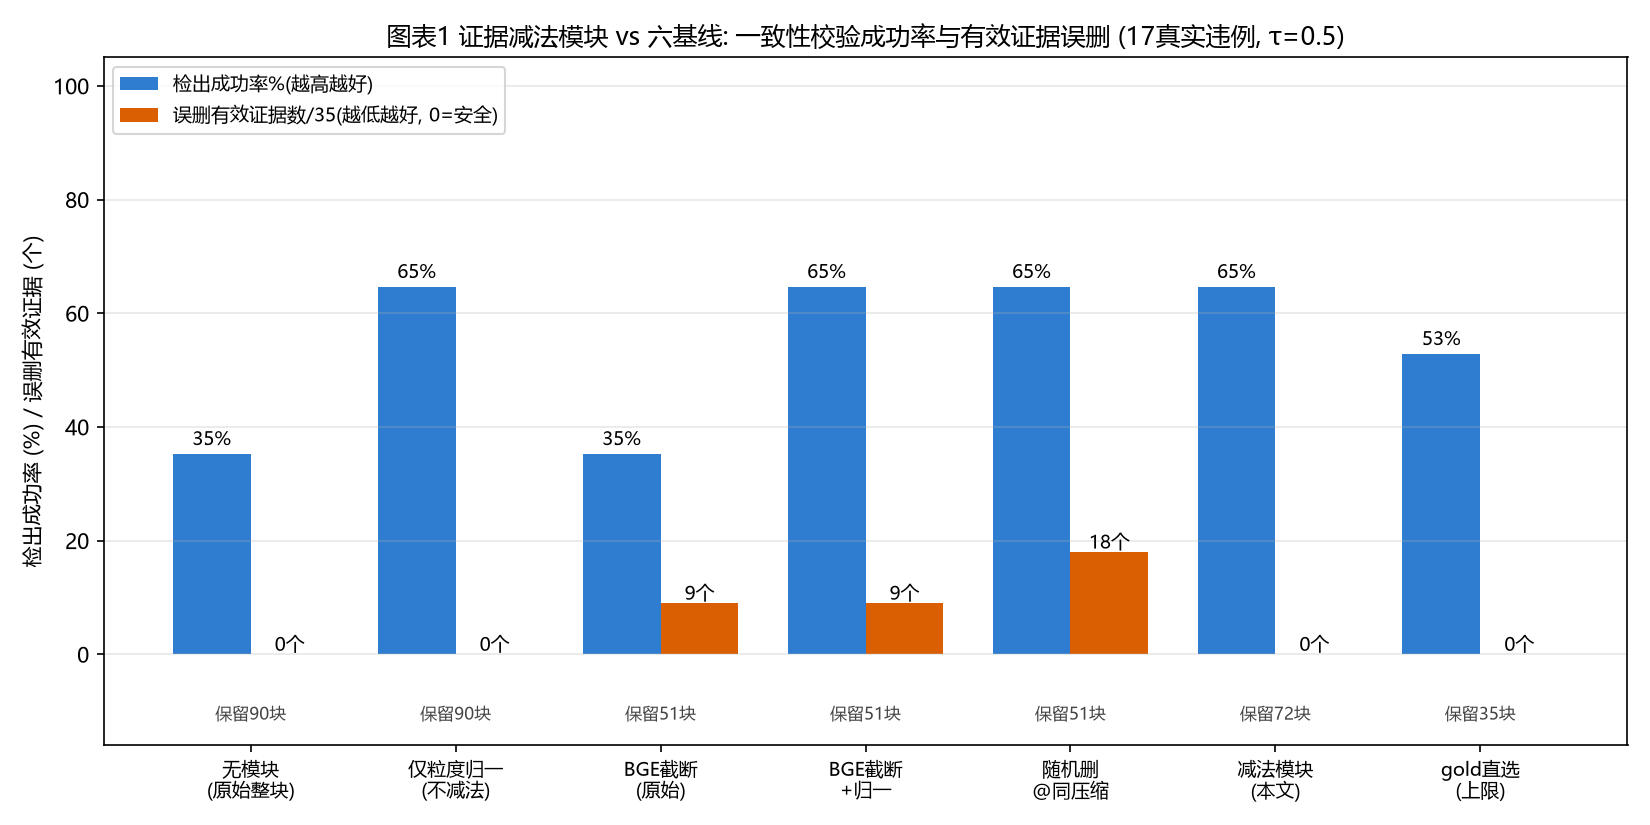 图表1 证据减法模块 vs 六基线: 一致性校验成功率与有效证据误删 (17真实违例, τ=0.5)
检出成功率%(越高越好)
误删有效证据数/35(越低越好, 0=安全)
检出成功率 (%) / 误删有效证据 (个)
100
80
60
40
20
0
35%
0个
65%
0个
35%
9个
65%
9个
65%
18个
65%
0个
53%
0个
保留90块
保留90块
保留51块
保留51块
保留51块
保留72块
保留35块
无模块
(原始整块)
仅粒度归一
(不减法)
BGE截断
(原始)
BGE截断
+归一
随机删
@同压缩
减法模块
(本文)
gold直选
(上限)